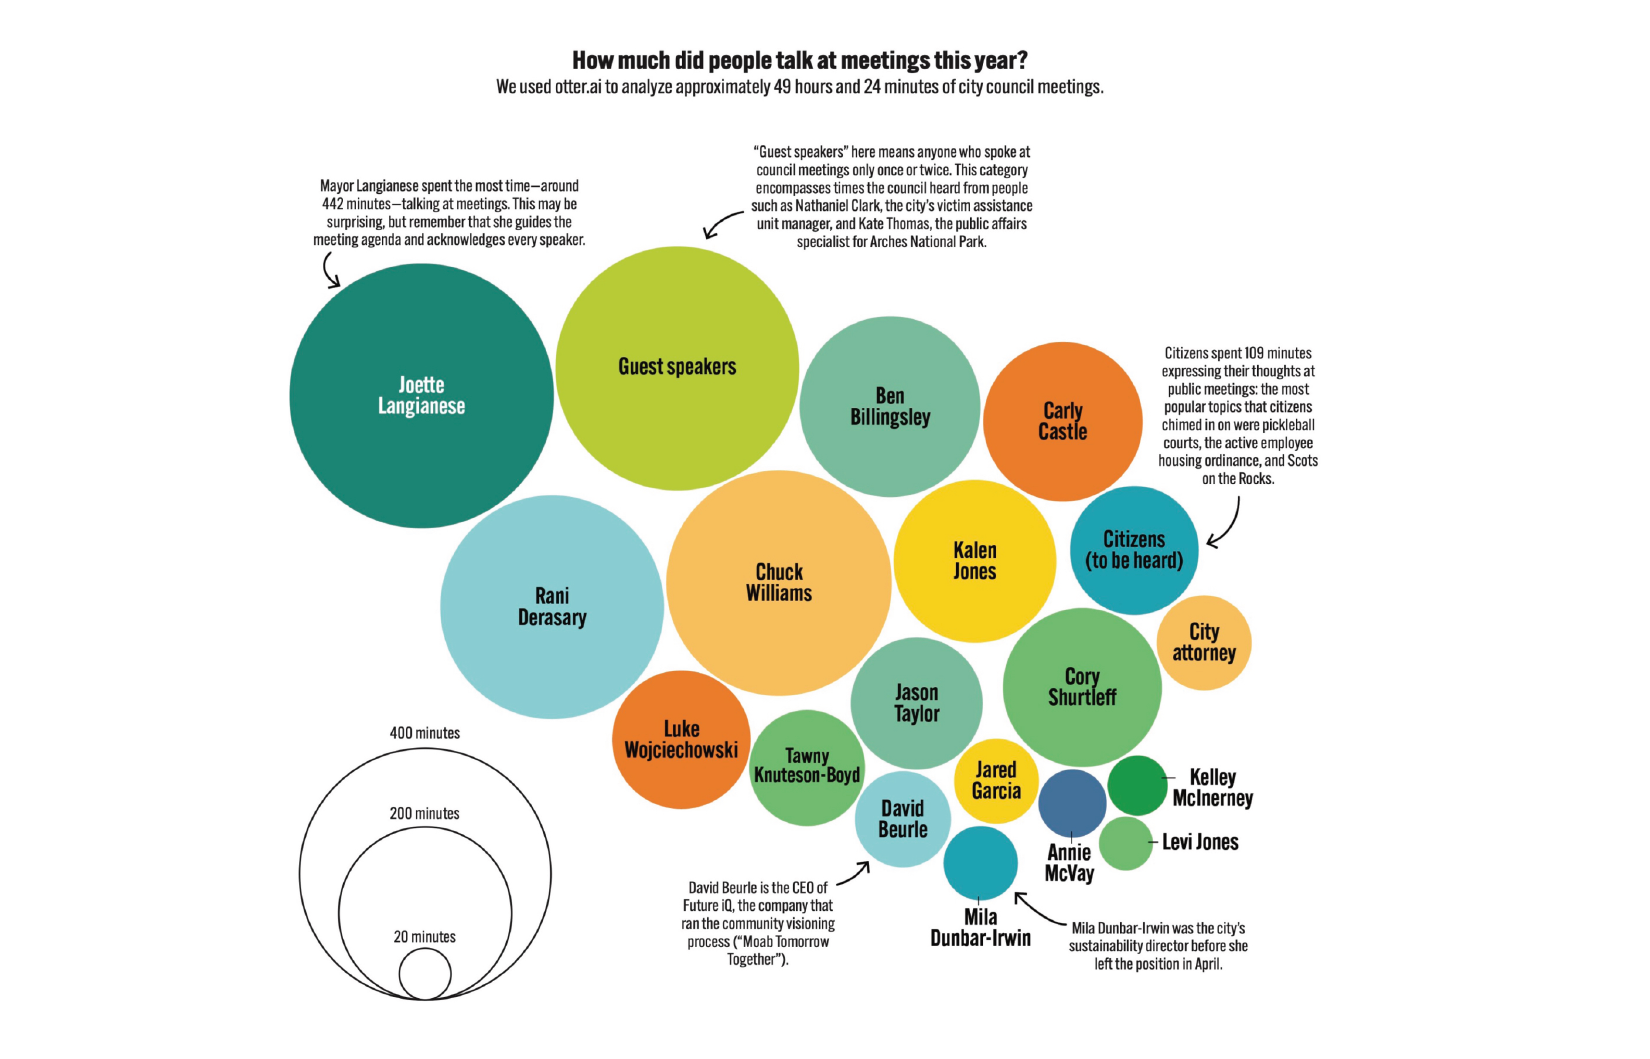 How much did people talk at meetings this year?
We used otter.ai to analyze approximately 49 hours and 24 minutes of city council meetings.
“Guest speakers” here means anyone who spoke at
council meetings only once or twice. This category
encompasses times the council heard from people
such as Nathaniel Clark, the city’s victim assistance
unit manager, and Kate Thomas, the public affairs
specialist for Arches National Park.
Mayor Langianese spent the most time—around
442 minutes—talking at meetings. This may be
surprising, but remember that she guides the
meeting agenda and acknowledges every speaker.
Joette
Langianese
Guest speakers
Ben
Billingsley
Carly
Castle
Citizens spent 109 minutes
expressing their thoughts at
public meetings: the most
popular topics that citizens
chimed in on were pickleball
courts, the active employee
housing ordinance, and Scots
on the Rocks.
Rani
Derasary
Chuck
Williams
Kalen
Jones
Citizens
(to be heard)
City
attorney
Luke
Wojciechowski
Tawny
Knuteson-Boyd
Jason
Taylor
Cory
Shurtleff
David
Beurle
Jared
Garcia
Kelley
McInerney
Levi Jones
Annie
McVay
Mila
Dunbar-Irwin
400 minutes
200 minutes
20 minutes
David Beurle is the CEO of
Future iQ, the company that
ran the community visioning
process (“Moab Tomorrow
Together”).
Mila Dunbar-Irwin was the city’s
sustainability director before she
left the position in April.